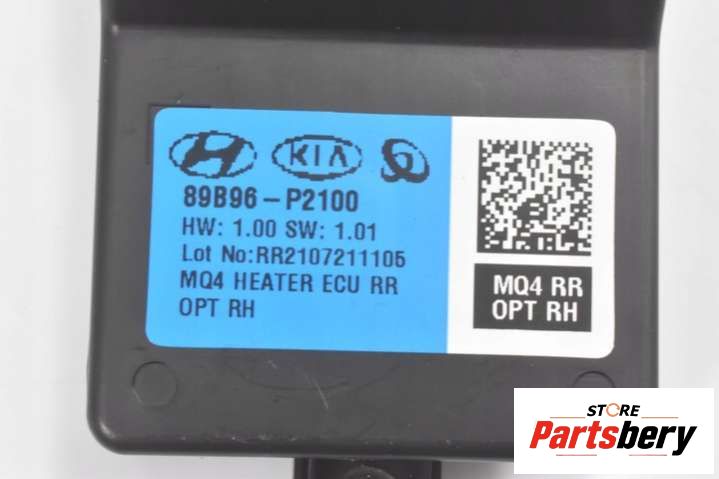 KIA
89B96-P2100
HW: 1.00 SW: 1.01
Lot No:RR2107211105
MQ4 HEATER ECU RR
OPT RH
MQ4 RR
OPT RH
STORE
Partsbery